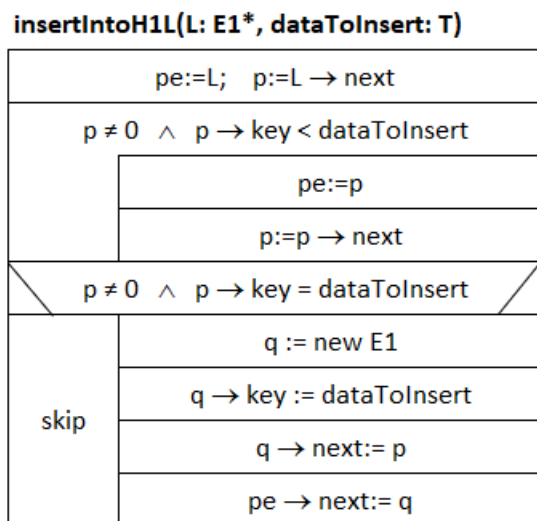 insertIntoH1L(L: E1*, dataToInsert: T)
pe:=L; p:=L → next
p ≠ 0 ∧ p → key < dataToInsert
pe:=p
p:=p → next
p ≠ 0 ∧ p → key = dataToInsert
skip
q := new E1
q → key := dataToInsert
q → next:= p
pe → next:= q